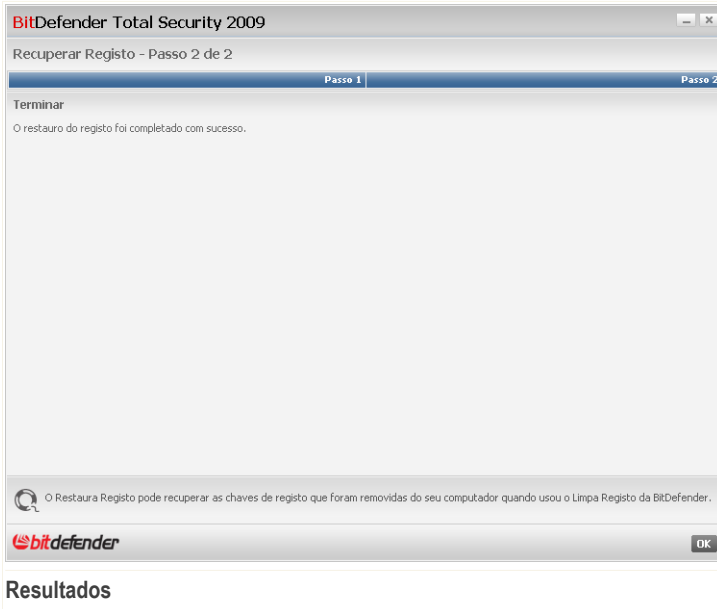 BitDefender Total Security 2009
Recuperar Registo - Passo 2 de 2
Passo 1
Passo 2
Terminar
O restauro do registo foi completado com sucesso.
O Restaura Registo pode recuperar as chaves de registo que foram removidas do seu computador quando usou o Limpa Registo da BitDefender.
bitdefender
OK
Resultados